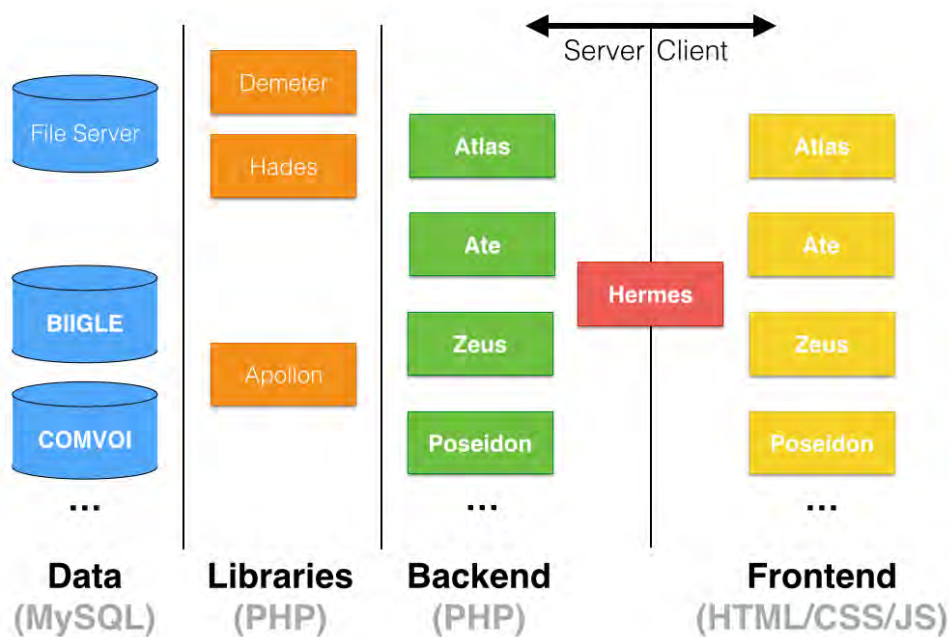 Server Client
File Server
BIIGLE
COMVOI
...
Data
(MySQL)
Demeter
Hades
Apollon
Libraries
(PHP)
Atlas
Ate
Zeus
Poseidon
...
Backend
(PHP)
Hermes
Atlas
Ate
Zeus
Poseidon
...
Frontend
(HTML/CSS/JS)